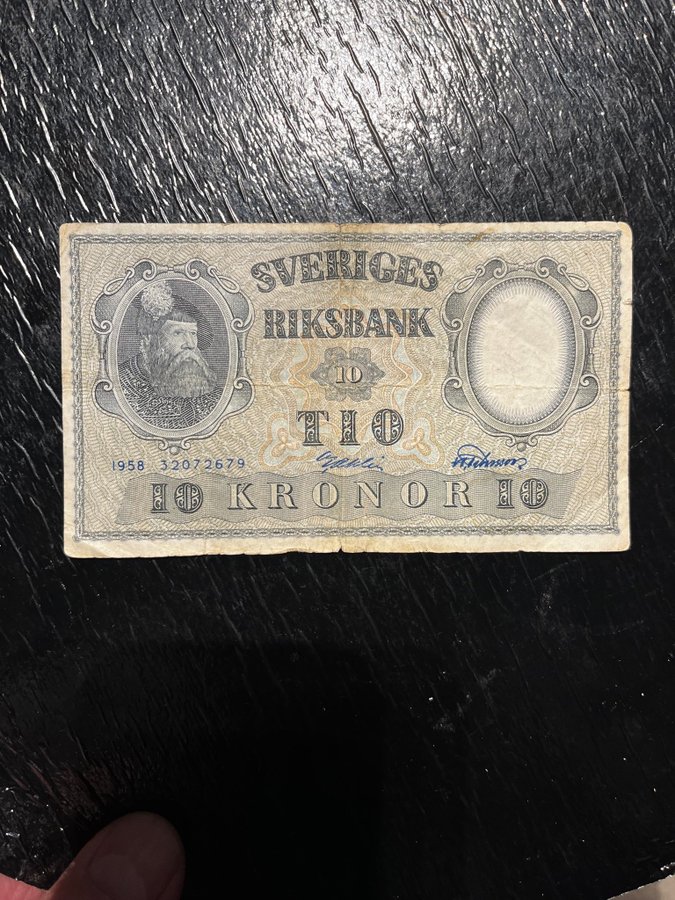 SVERIGES
RIKSBANK
10
TIO
1958 32072679
10 KRONOR 10